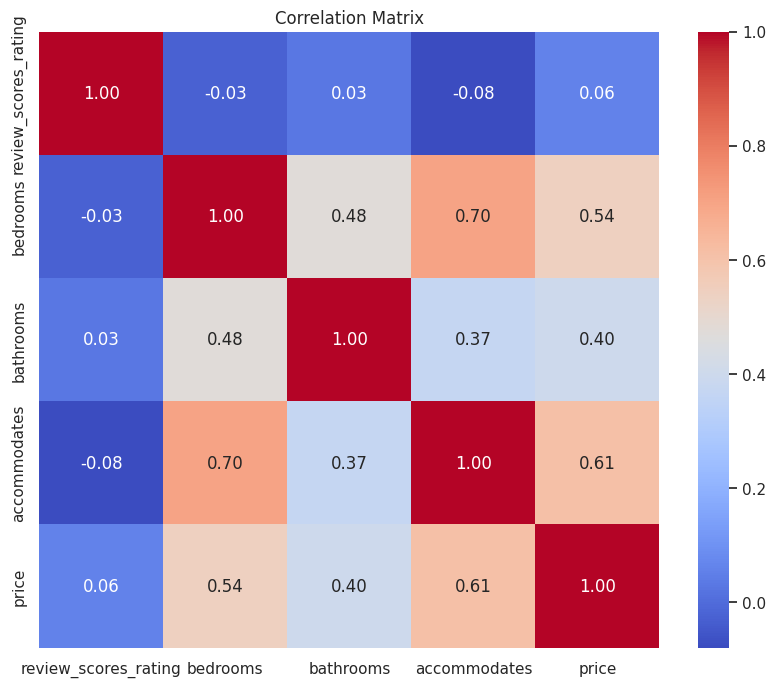 Correlation Matrix
review_scores_rating
1.00 -0.03 0.03 -0.08 0.06
bedrooms
-0.03 1.00 0.48 0.70 0.54
bathrooms
0.03 0.48 1.00 0.37 0.40
accommodates
-0.08 0.70 0.37 1.00 0.61
price
0.06 0.54 0.40 0.61 1.00
review_scores_rating bedrooms bathrooms accommodates price
1.0
0.8
0.6
0.4
0.2
0.0